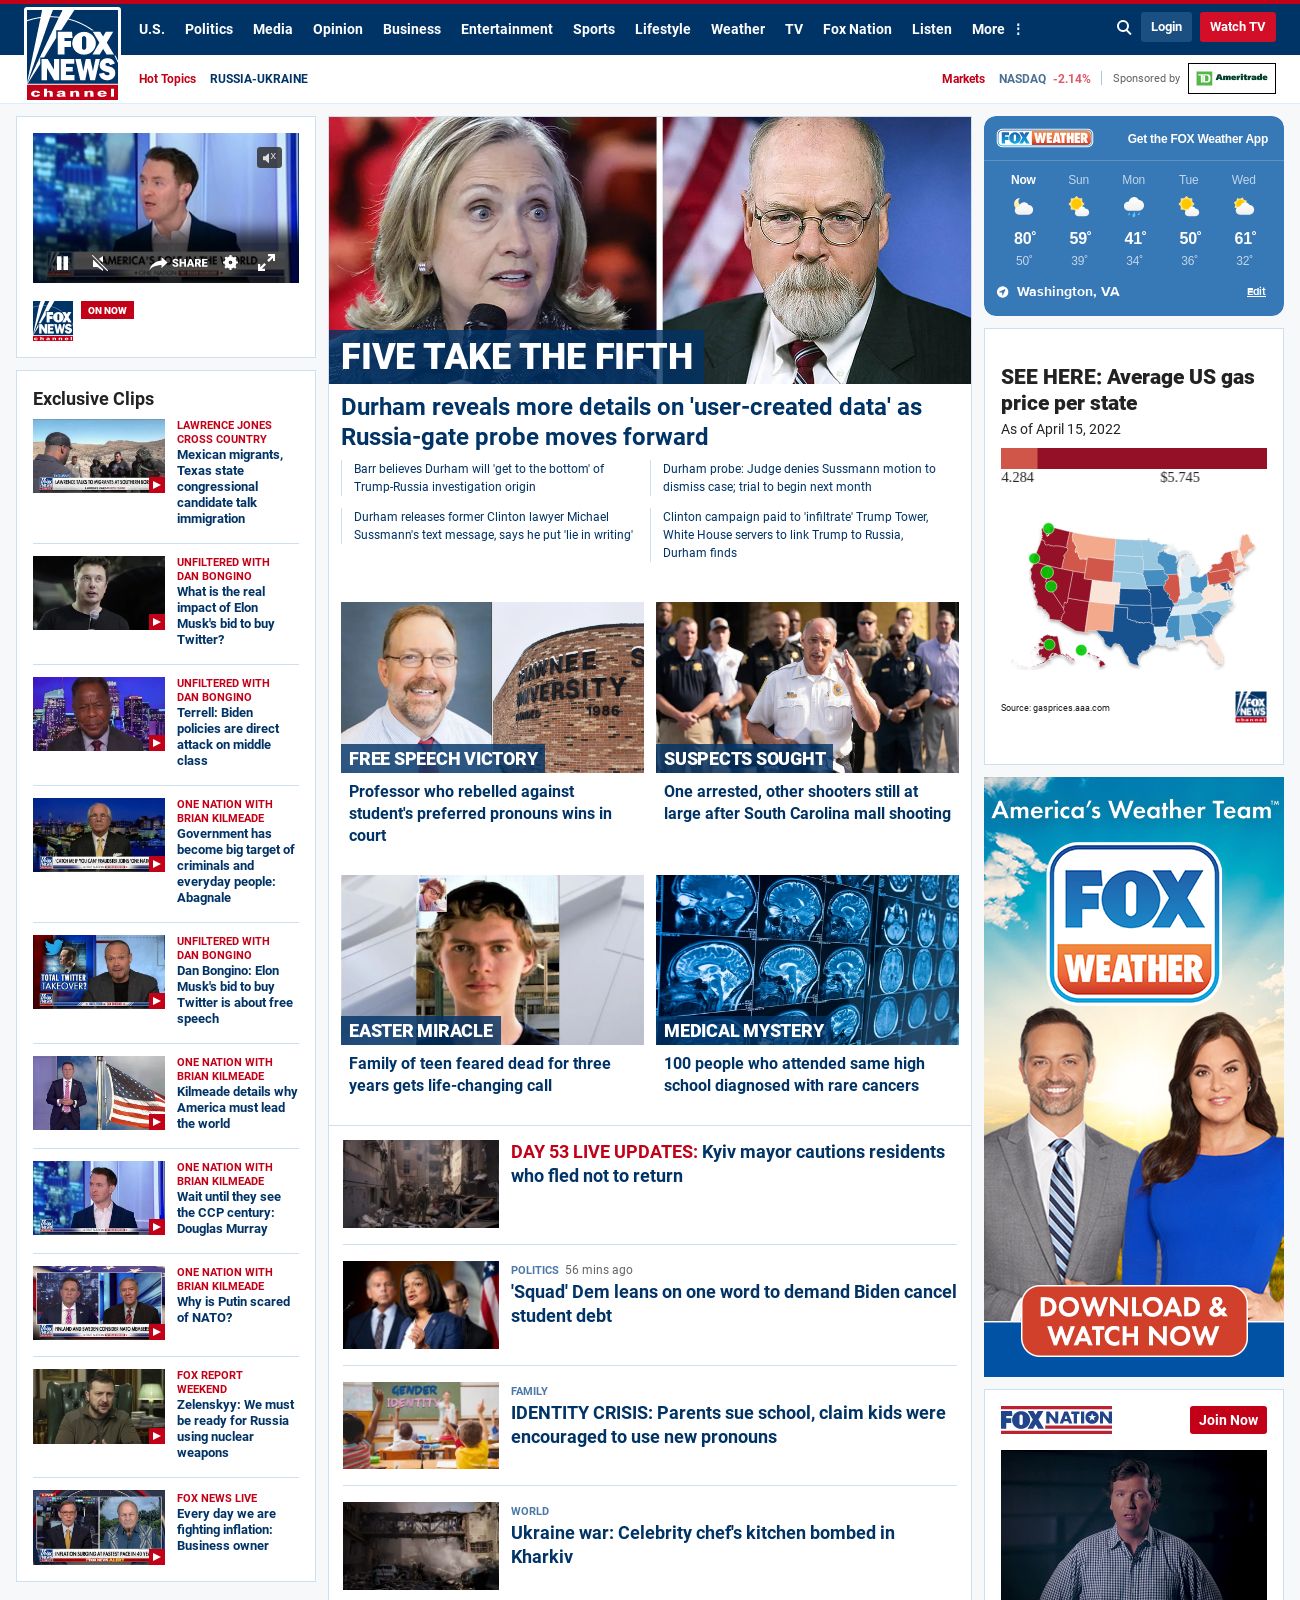 FOX
NEWS
channel
U.S. Politics Media Opinion Business Entertainment Sports Lifestyle Weather TV Fox Nation Listen More
Login
Watch TV
Hot Topics RUSSIA-UKRAINE
Markets NASDAQ -2.14% Sponsored by TD Ameritrade
SHARE
FOX
NEWS
channel
ON NOW
Exclusive Clips
LAWRENCE JONES
CROSS COUNTRY
Mexican migrants,
Texas state
congressional
candidate talk
immigration
UNFILTERED WITH
DAN BONGINO
What is the real
impact of Elon
Musk's bid to buy
Twitter?
UNFILTERED WITH
DAN BONGINO
Terrell: Biden
policies are direct
attack on middle
class
ONE NATION WITH
BRIAN KILMEADE
Government has
become big target of
criminals and
everyday people:
Abagnale
TOTAL TWITTER
TAKEOVER?
UNFILTERED WITH
DAN BONGINO
Dan Bongino: Elon
Musk's bid to buy
Twitter is about free
speech
ONE NATION WITH
BRIAN KILMEADE
Kilmeade details why
America must lead
the world
ONE NATION WITH
BRIAN KILMEADE
Wait until they see
the CCP century:
Douglas Murray
ONE NATION WITH
BRIAN KILMEADE
Why is Putin scared
of NATO?
FOX REPORT
WEEKEND
Zelenskyy: We must
be ready for Russia
using nuclear
weapons
FOX NEWS LIVE
Every day we are
fighting inflation:
Business owner
FIVE TAKE THE FIFTH
Durham reveals more details on 'user-created data' as
Russia-gate probe moves forward
Barr believes Durham will 'get to the bottom' of
Trump-Russia investigation origin
Durham probe: Judge denies Sussmann motion to
dismiss case; trial to begin next month
Durham releases former Clinton lawyer Michael
Sussmann's text message, says he put 'lie in writing'
Clinton campaign paid to 'infiltrate' Trump Tower,
White House servers to link Trump to Russia,
Durham finds
UNIVERSITY
1986
FREE SPEECH VICTORY
Professor who rebelled against
student's preferred pronouns wins in
court
SUSPECTS SOUGHT
One arrested, other shooters still at
large after South Carolina mall shooting
EASTER MIRACLE
Family of teen feared dead for three
years gets life-changing call
MEDICAL MYSTERY
100 people who attended same high
school diagnosed with rare cancers
DAY 53 LIVE UPDATES: Kyiv mayor cautions residents
who fled not to return
POLITICS 56 mins ago
'Squad' Dem leans on one word to demand Biden cancel
student debt
GENDER
IDENTITY
FAMILY
IDENTITY CRISIS: Parents sue school, claim kids were
encouraged to use new pronouns
WORLD
Ukraine war: Celebrity chef's kitchen bombed in
Kharkiv
FOX WEATHER
Get the FOX Weather App
Now Sun Mon Tue Wed
80° 59° 41° 50° 61°
50° 39° 34° 36° 32°
Washington, VA
Edit
SEE HERE: Average US gas
price per state
As of April 15, 2022
4.284 $5.745
Source: gasprices.aaa.com
FOX
NEWS
channel
America's Weather Team™
FOX
WEATHER
DOWNLOAD &
WATCH NOW
FOX NATION
Join Now